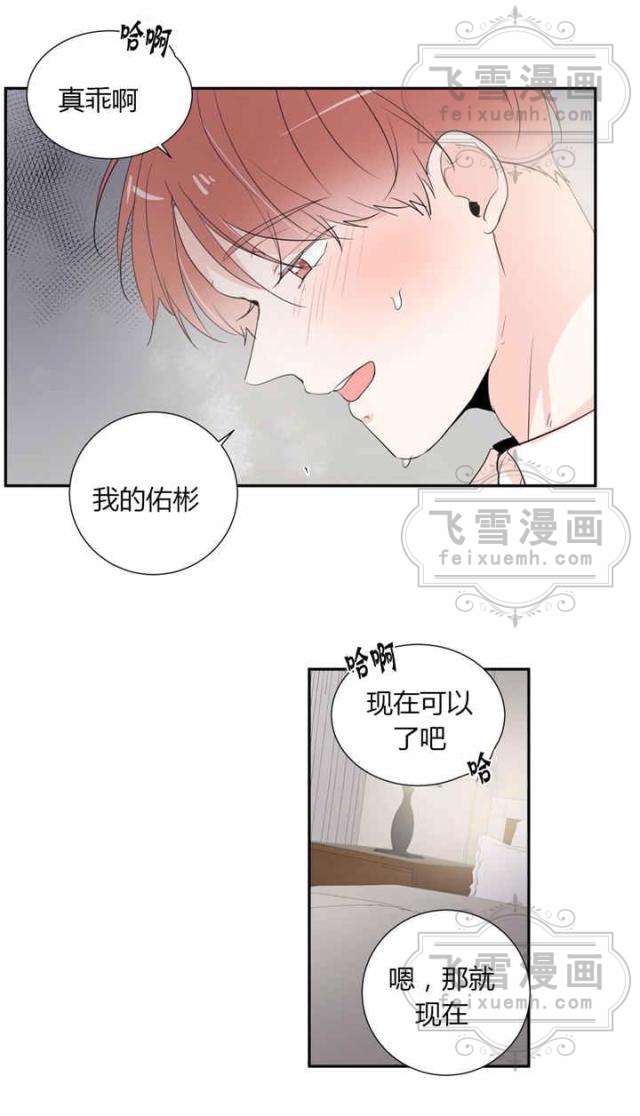 哈啊
真乖啊
飞雪漫画
feixuemh.com
我的佑彬
飞雪漫画
feixuemh.com
哈啊
现在可以
了吧
哈
飞雪漫画
feixuemh.com
嗯，那就
现在